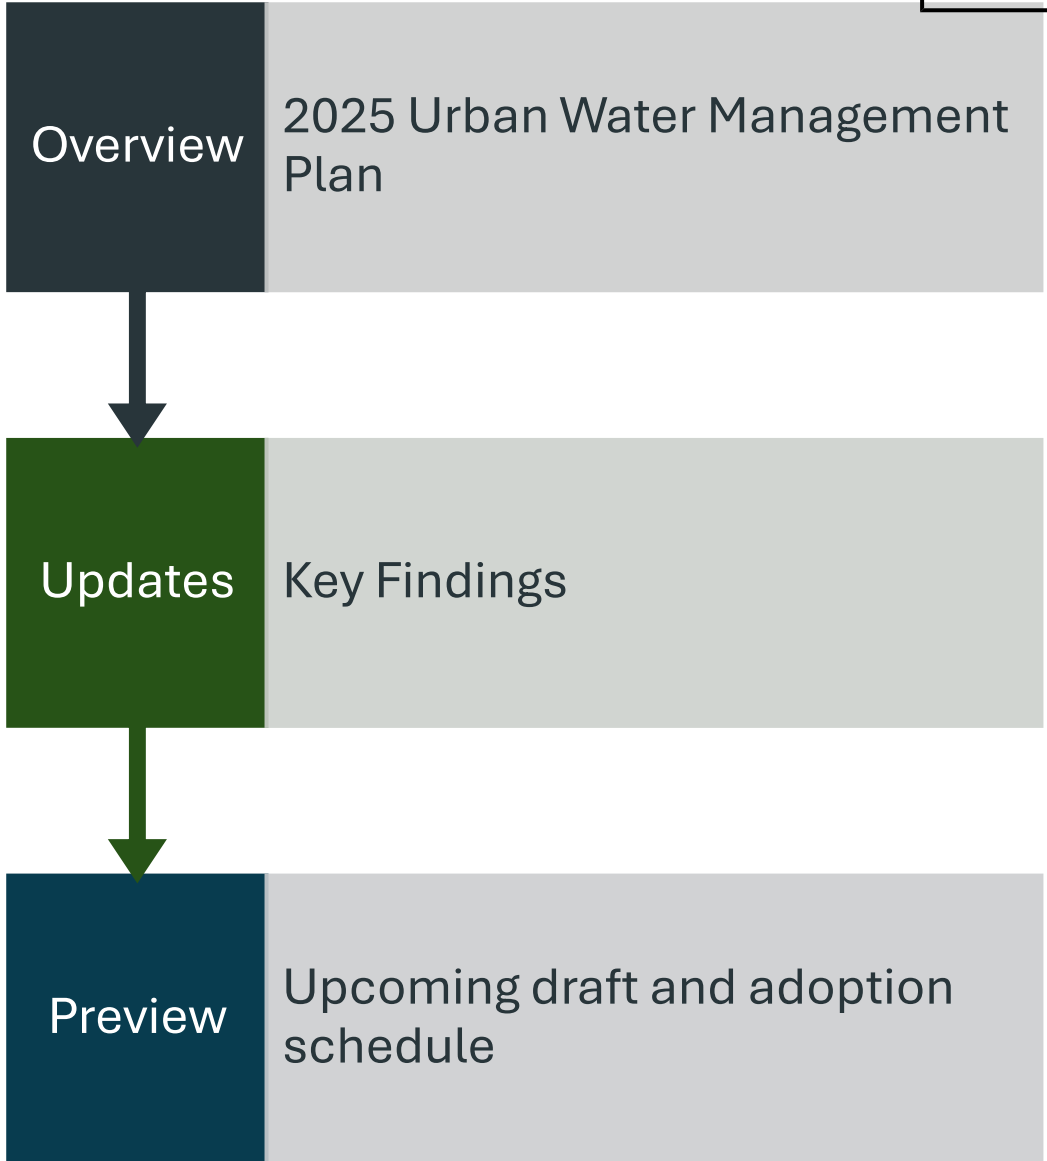 Overview
2025 Urban Water Management
Plan
Updates
Key Findings
Preview
Upcoming draft and adoption
schedule